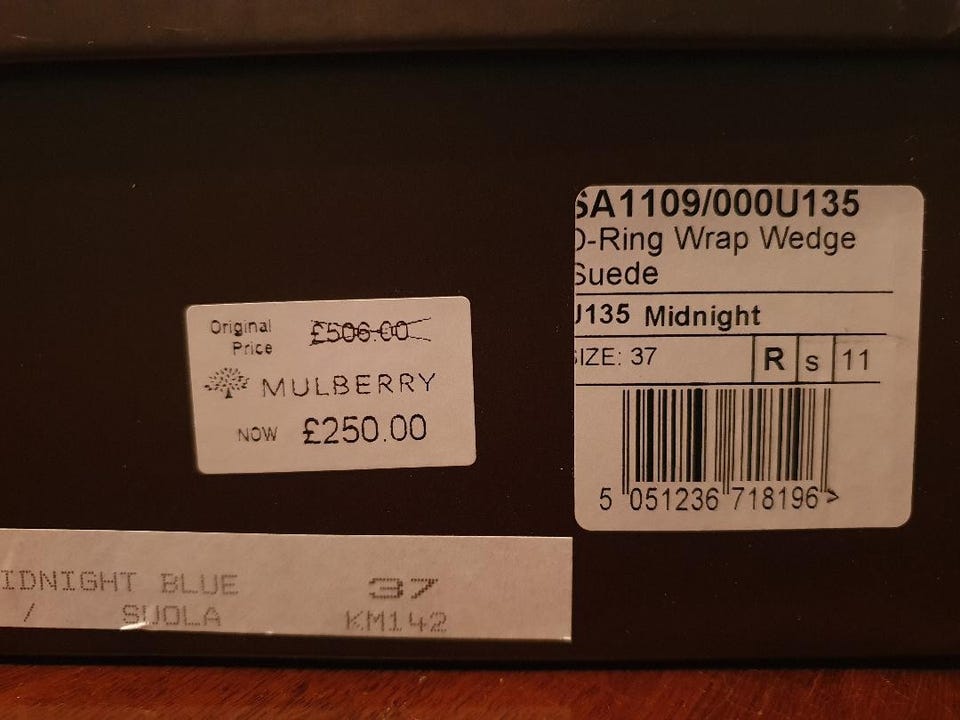 SA1109/000U135
O-Ring Wrap Wedge
Suede
U135 Midnight
SIZE: 37 R S 11
5 051236 718196 >
Original Price £506.00
MULBERRY
NOW £250.00
IDNIGHT BLUE 37
/ SUOLA KM142